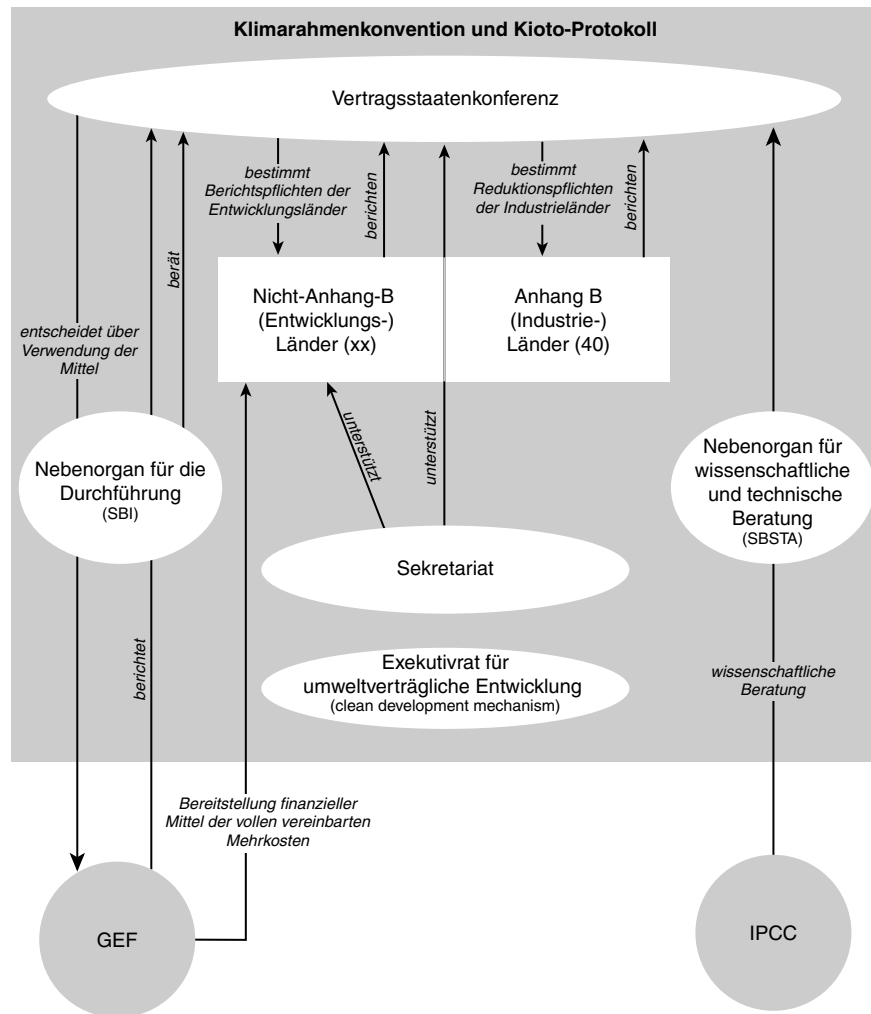 Klimarahmenkonvention und Kioto-Protokoll
Vertragsstaatenkonferenz
bestimmt
Berichtspflichten der
Entwicklungsländer
berichten
bestimmt
Reduktionspflichten
der Industrieländer
berichten
berät
Nicht-Anhang-B
(Entwicklungs-)
Länder (xx)
Anhang B
(Industrie-)
Länder (40)
entscheidet über
Verwendung der
Mittel
unterstützt
unterstützt
Nebenorgan für die
Durchführung
(SBI)
Nebenorgan für
wissenschaftliche
und technische
Beratung
(SBSTA)
Sekretariat
berichtet
Exekutivrat für
umweltverträgliche Entwicklung
(clean development mechanism)
wissenschaftliche
Beratung
Bereitstellung finanzieller
Mittel der vollen vereinbarten
Mehrkosten
GEF
IPCC